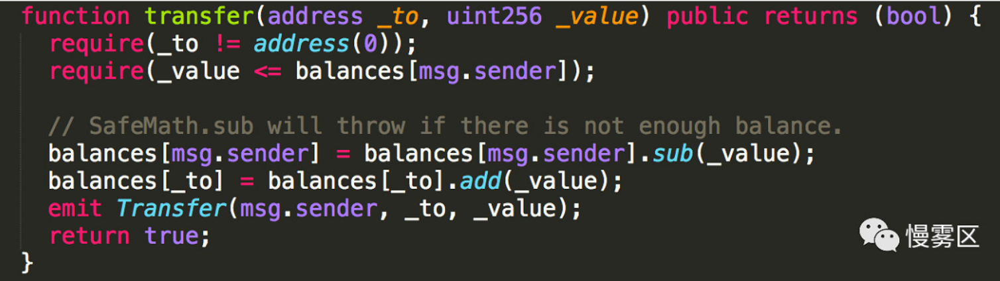 function transfer(address _to, uint256 _value) public returns (bool) {
require(_to != address(0));
require(_value <= balances[msg.sender]);
// SafeMath.sub will throw if there is not enough balance.
balances[msg.sender] = balances[msg.sender].sub(_value);
balances[_to] = balances[_to].add(_value);
emit Transfer(msg.sender, _to, _value);
return true;
}
慢雾区